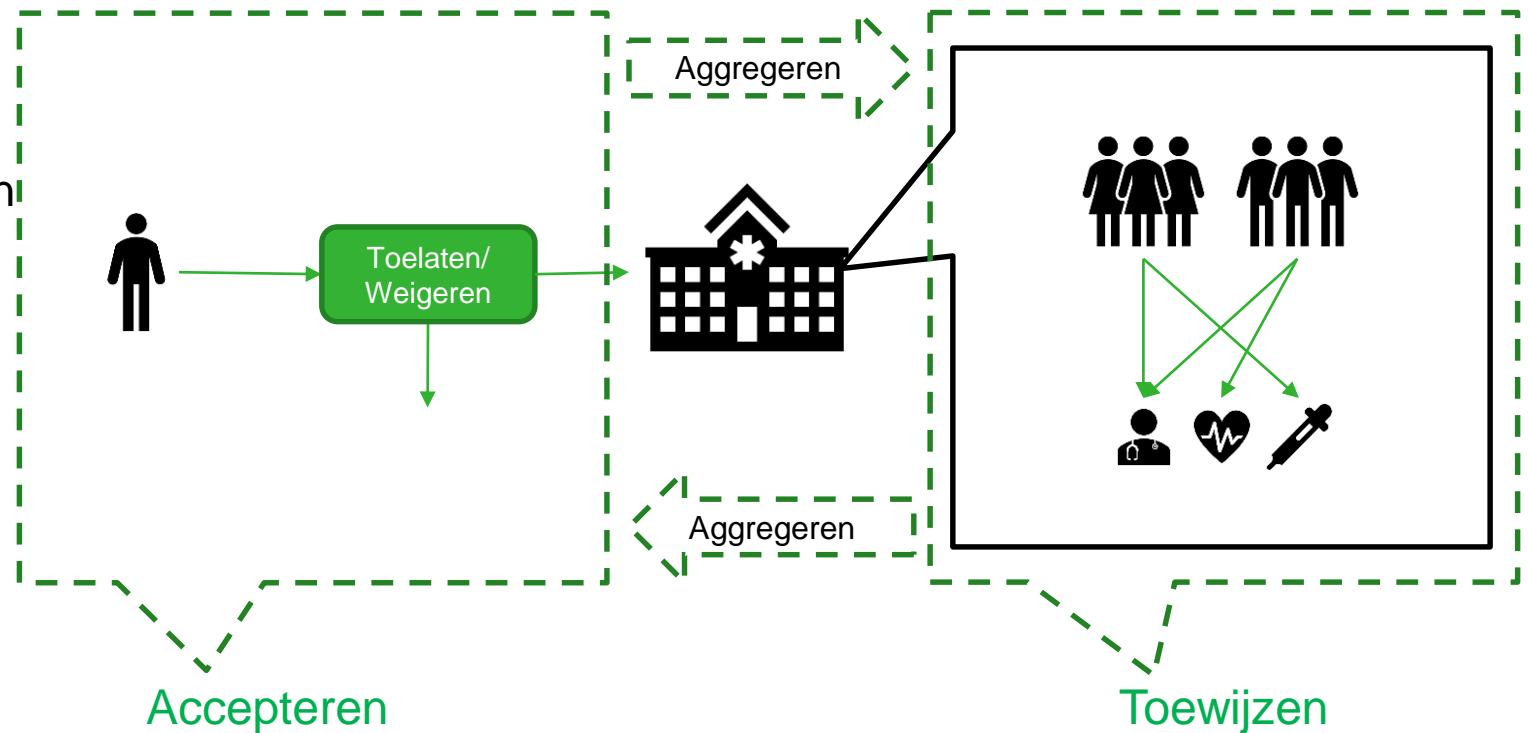 Aggregeren
n
Toelaten/
Weigeren
Aggregeren
Accepteren
Toewijzen